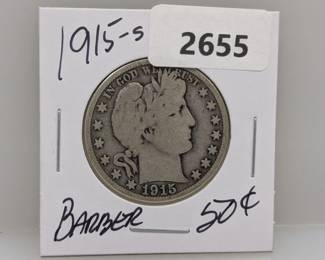 1915-s
2655
IN GOD WE TRUST
1915
BARBER 50¢